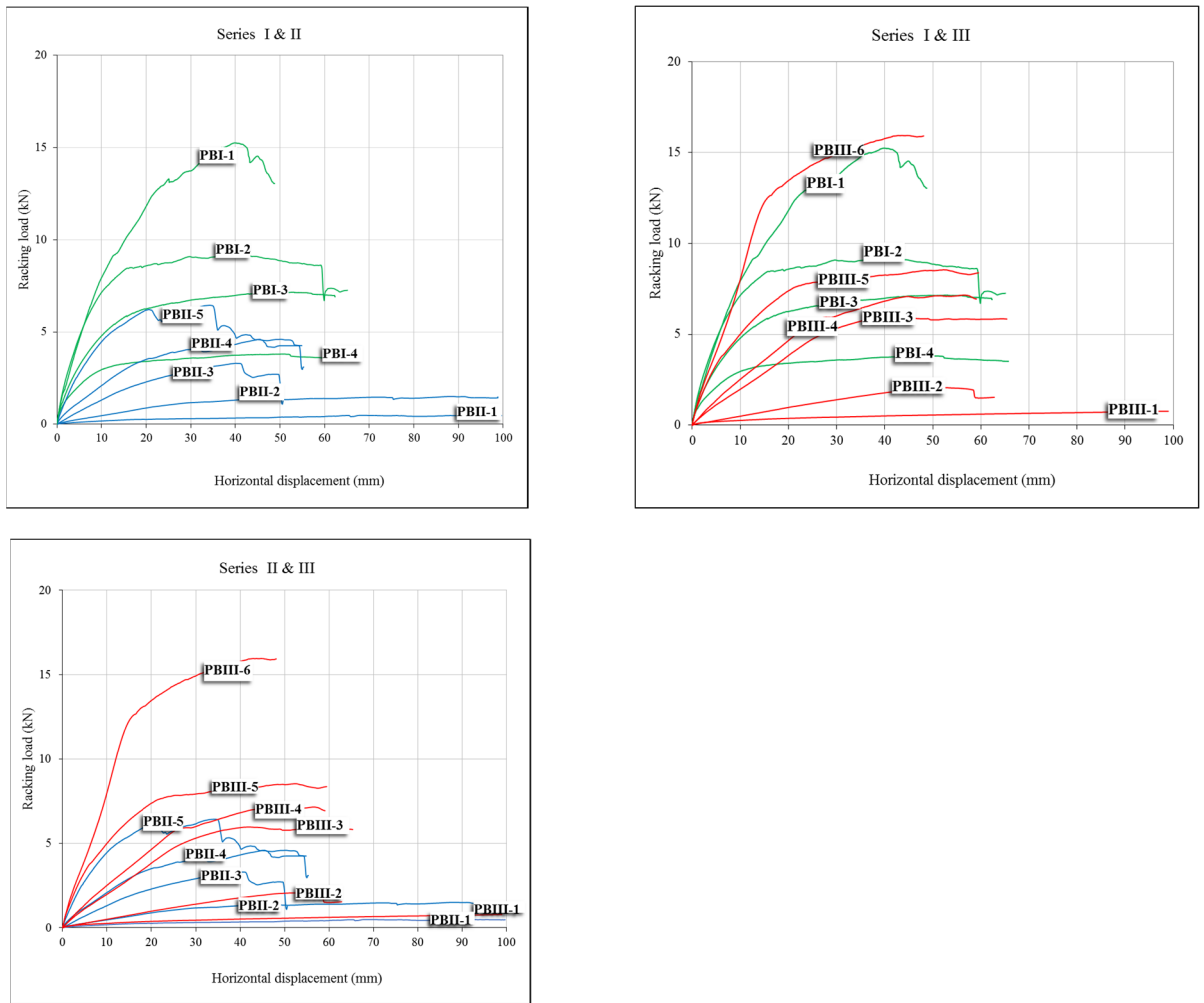 Series I & II
20
15
10
5
0
Racking load (kN)
PBI-1
PBI-2
PBI-3
PBII-5
PBII-4
PBI-4
PBII-3
PBII-2
PBII-1
0 10 20 30 40 50 60 70 80 90 100
Horizontal displacement (mm)
Series I & III
20
15
10
5
0
Racking load (kN)
PBIII-6
PBI-1
PBI-2
PBIII-5
PBI-3
PBIII-3
PBIII-4
PBI-4
PBIII-2
PBIII-1
0 10 20 30 40 50 60 70 80 90 100
Horizontal displacement (mm)
Series II & III
20
15
10
5
0
Racking load (kN)
PBIII-6
PBIII-5
PBIII-4
PBII-5
PBIII-3
PBII-4
PBII-3
PBIII-2
PBII-2
PBIII-1
PBII-1
0 10 20 30 40 50 60 70 80 90 100
Horizontal displacement (mm)